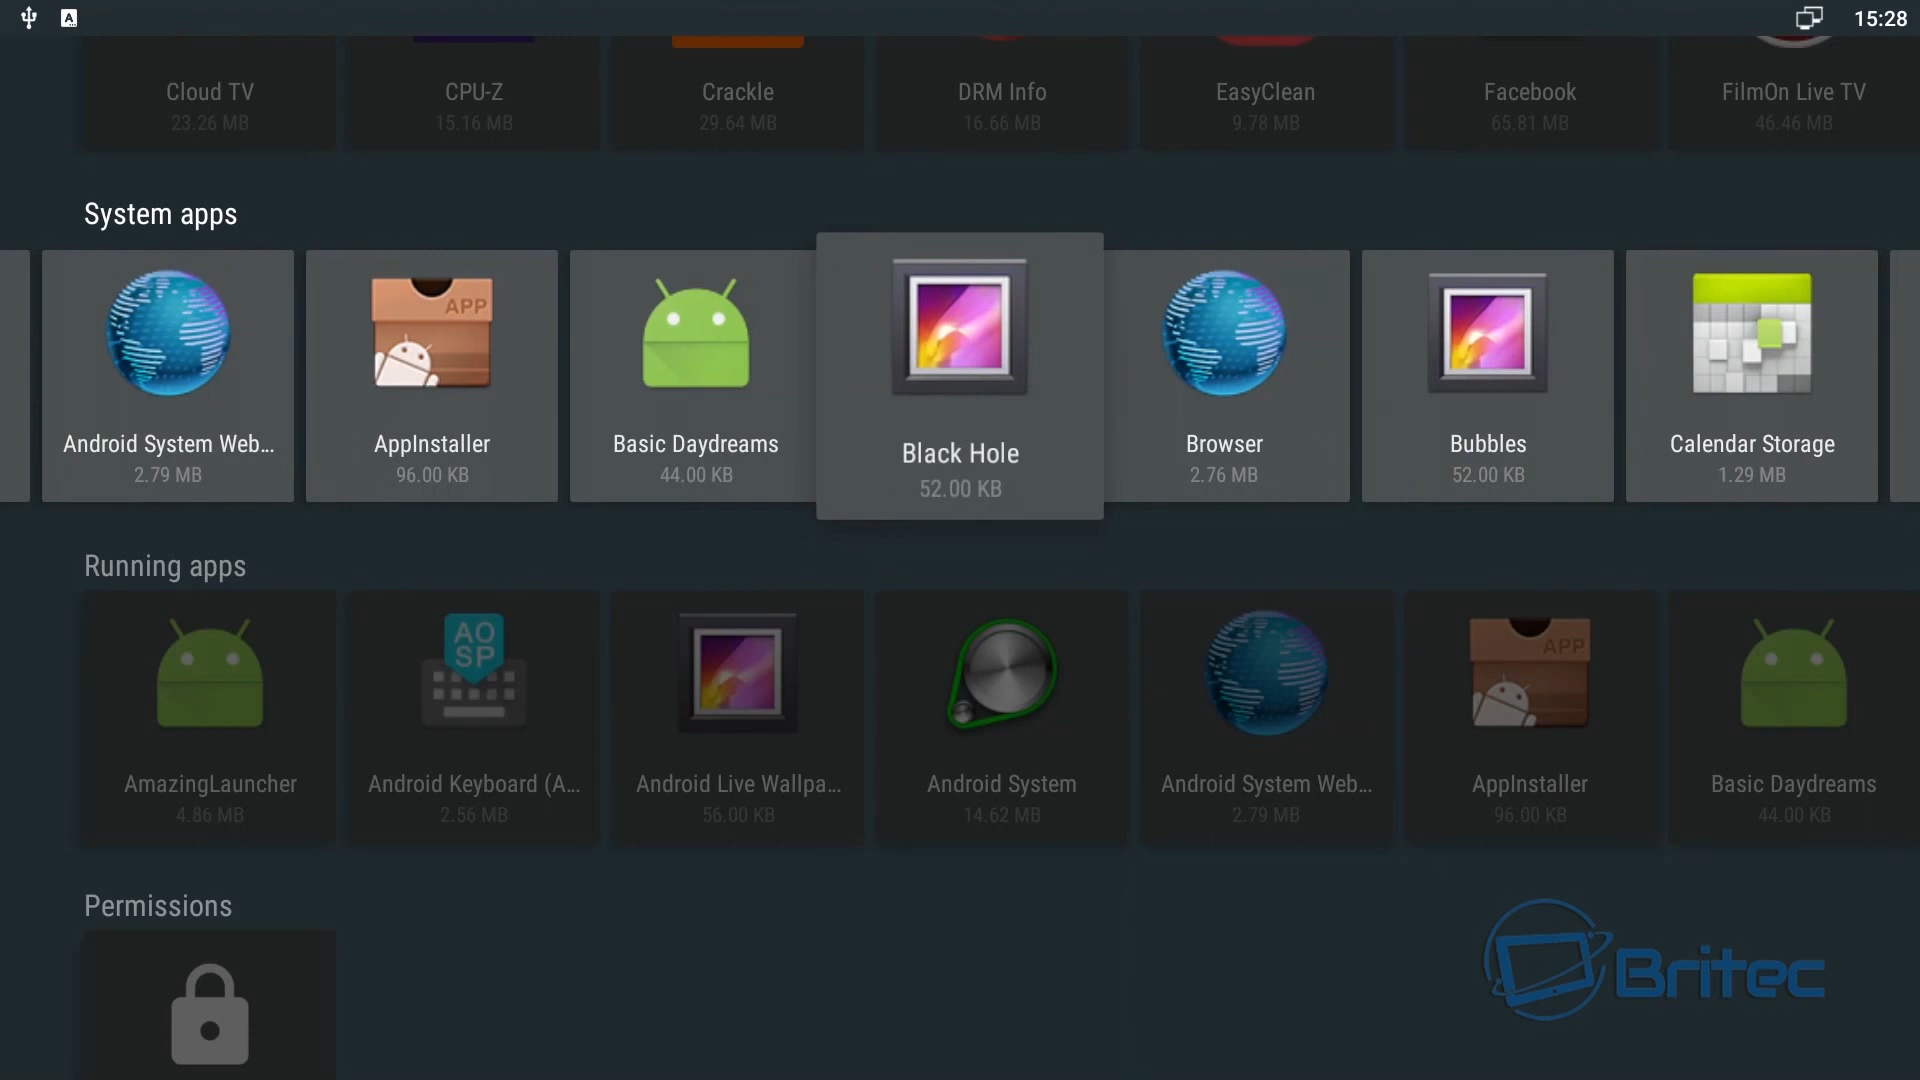 15:28
Cloud TV
23.26 MB
CPU-Z
15.16 MB
Crackle
29.64 MB
DRM Info
16.66 MB
EasyClean
9.78 MB
Facebook
65.81 MB
FilmOn Live TV
46.46 MB
System apps
Android System Web...
2.79 MB
APP
AppInstaller
96.00 KB
Basic Daydreams
44.00 KB
Black Hole
52.00 KB
Browser
2.76 MB
Bubbles
52.00 KB
Calendar Storage
1.29 MB
Running apps
AmazingLauncher
4.86 MB
AO
SP
Android Keyboard (A...
2.56 MB
Android Live Wallpa...
56.00 KB
Android System
14.62 MB
Android System Web...
2.79 MB
APP
AppInstaller
96.00 KB
Basic Daydreams
44.00 KB
Permissions
Britec